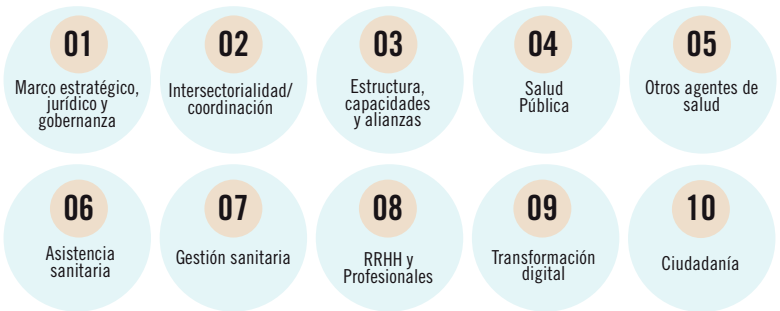 01
Marco estratégico,
jurídico y
gobernanza
02
Intersectorialidad/
coordinación
03
Estructura,
capacidades
y alianzas
04
Salud
Pública
05
Otros agentes de
salud
06
Asistencia
sanitaria
07
Gestión sanitaria
08
RRHH y
Profesionales
09
Transformación
digital
10
Ciudadanía